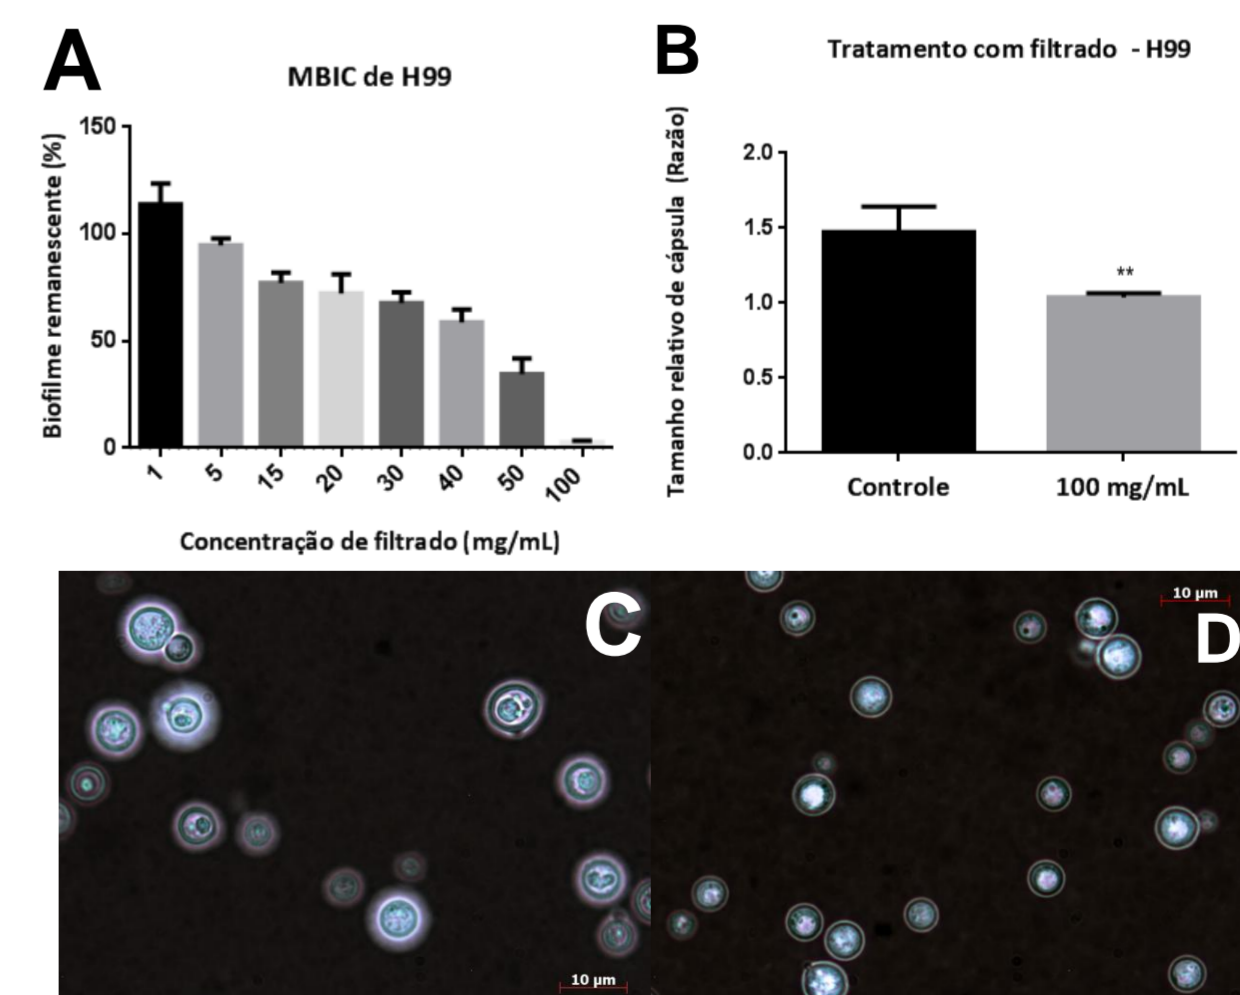 A
MBIC de H99
Biofilme remanescente (%)
150
100
50
0
1
5
15
20
30
40
50
100
Concentração de filtrado (mg/mL)
B
Tratamento com filtrado - H99
Tamanho relativo de cápsula (Razão)
2.0
1.5
1.0
0.5
0.0
**
Controle
100 mg/mL
C
10 µm
10 µm
D